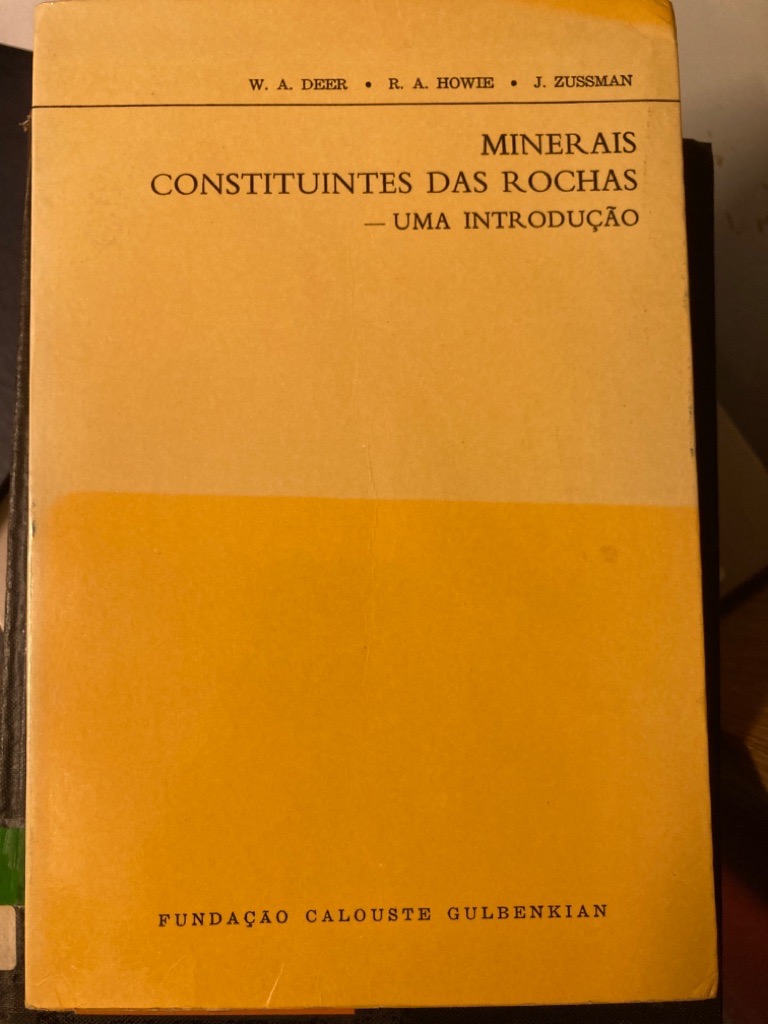 W. A. DEER • R. A. HOWIE • J. ZUSSMAN
MINERAIS
CONSTITUINTES DAS ROCHAS
— UMA INTRODUÇÃO
FUNDAÇÃO CALOUSTE GULBENKIAN